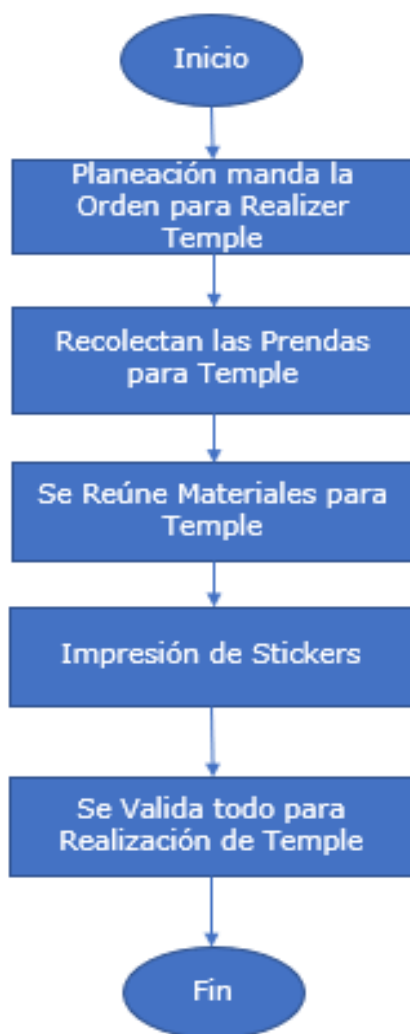 Inicio
Planeación manda la
Orden para Realizer
Temple
Recolectan las Prendas
para Temple
Se Reúne Materiales para
Temple
Impresión de Stickers
Se Valida todo para
Realización de Temple
Fin